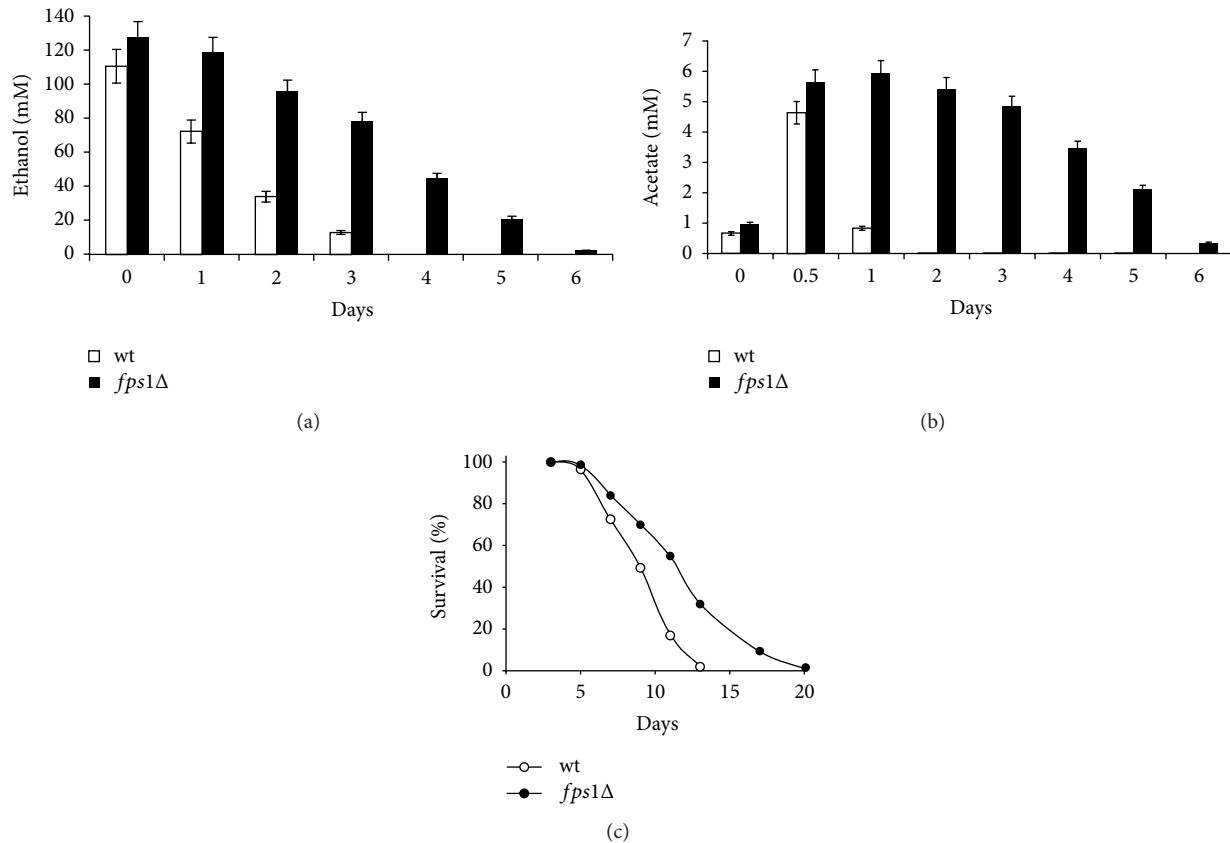 140
120
100
80
60
40
20
0
Ethanol (mM)
0 1 2 3 4 5 6
Days
wt
fps1Δ
(a)
7
6
5
4
3
2
1
0
Acetate (mM)
0 0.5 1 2 3 4 5 6
Days
wt
fps1Δ
(b)
100
80
60
40
20
0
Survival (%)
0 5 10 15 20
Days
wt
fps1Δ
(c)